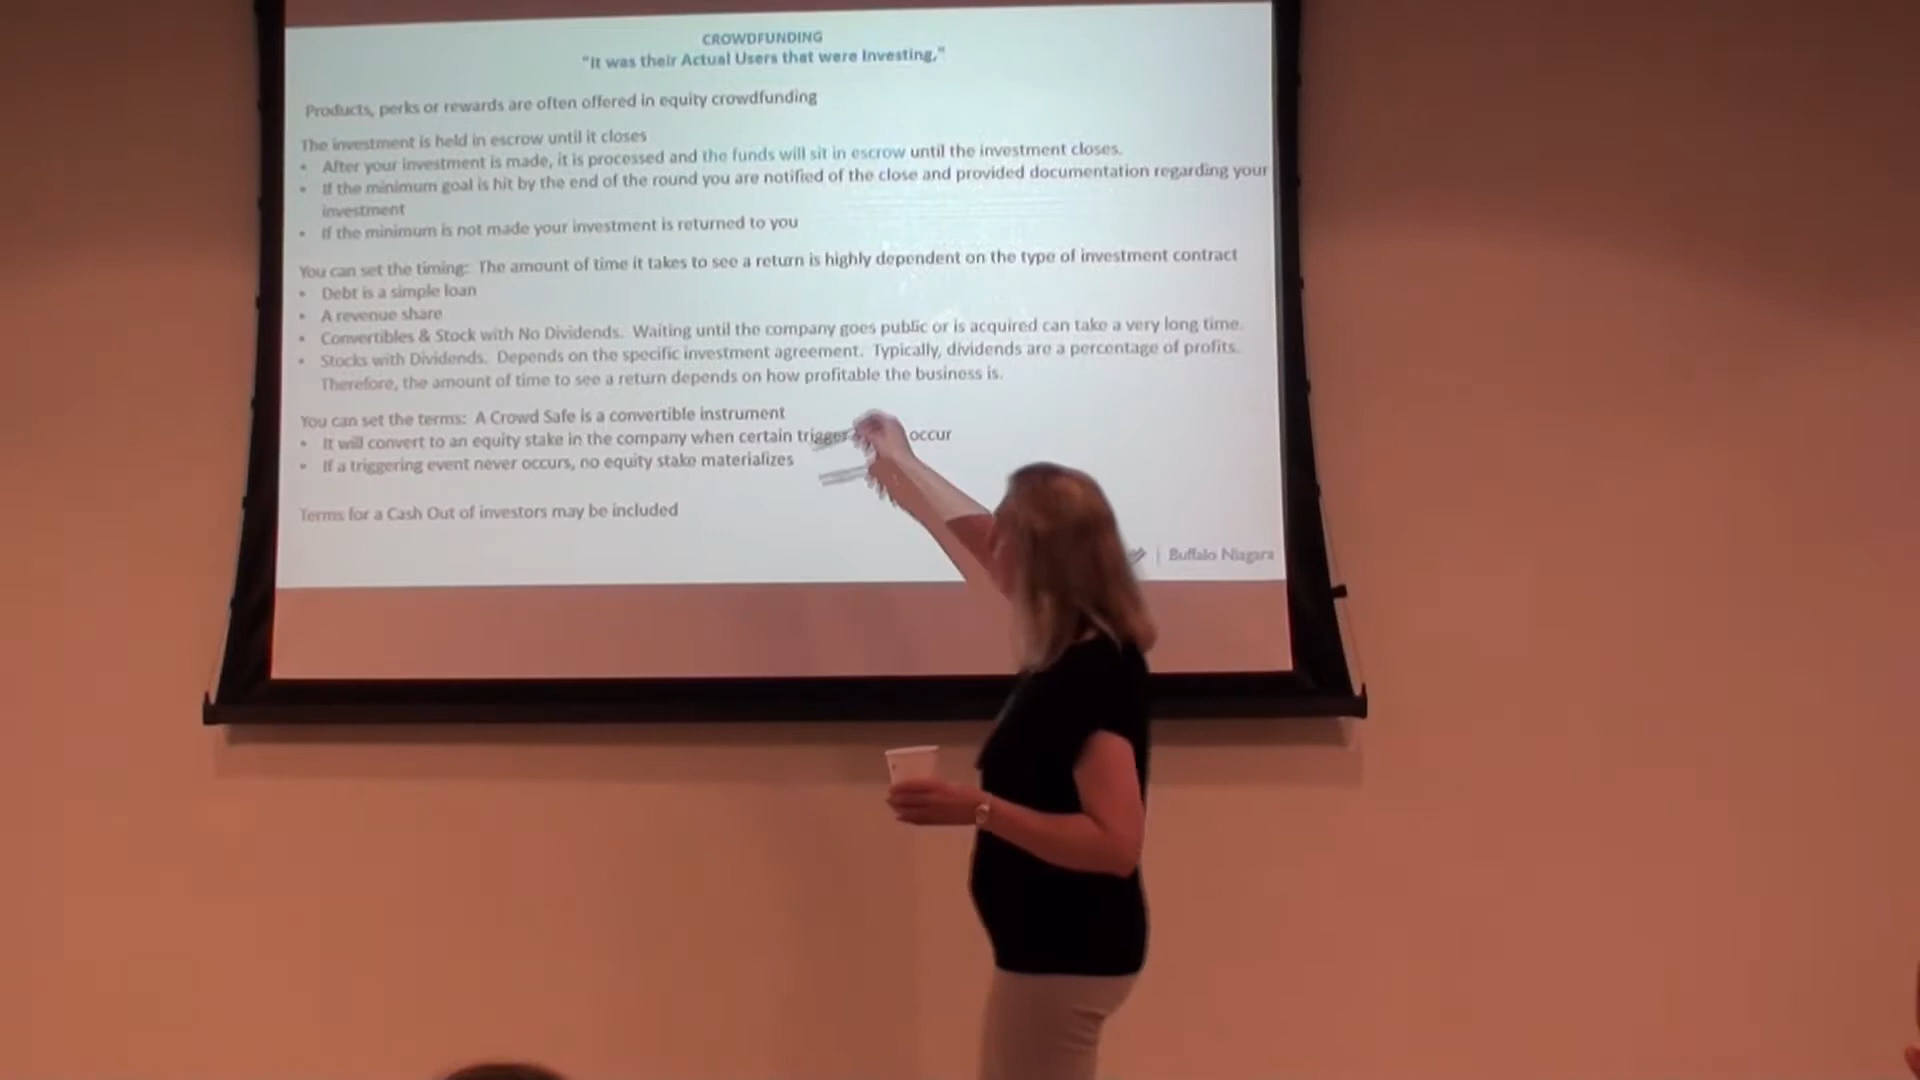 CROWDFUNDING
"It was their Actual Users that were Investing,"
Products, perks or rewards are often offered in equity crowdfunding
The investment is held in escrow until it closes
• After your investment is made, it is processed and the funds will sit in escrow until the investment closes.
• If the minimum goal is hit by the end of the round you are notified of the close and provided documentation regarding your
investment
• If the minimum is not made your investment is returned to you
You can set the timing: The amount of time it takes to see a return is highly dependent on the type of investment contract
• Debt is a simple loan
• A revenue share
• Convertibles & Stock with No Dividends. Waiting until the company goes public or is acquired can take a very long time.
• Stocks with Dividends. Depends on the specific investment agreement. Typically, dividends are a percentage of profits.
Therefore, the amount of time to see a return depends on how profitable the business is.
You can set the terms: A Crowd Safe is a convertible instrument
• It will convert to an equity stake in the company when certain trigger occur
• If a triggering event never occurs, no equity stake materializes
Terms for a Cash Out of investors may be included
Buffalo Niagara